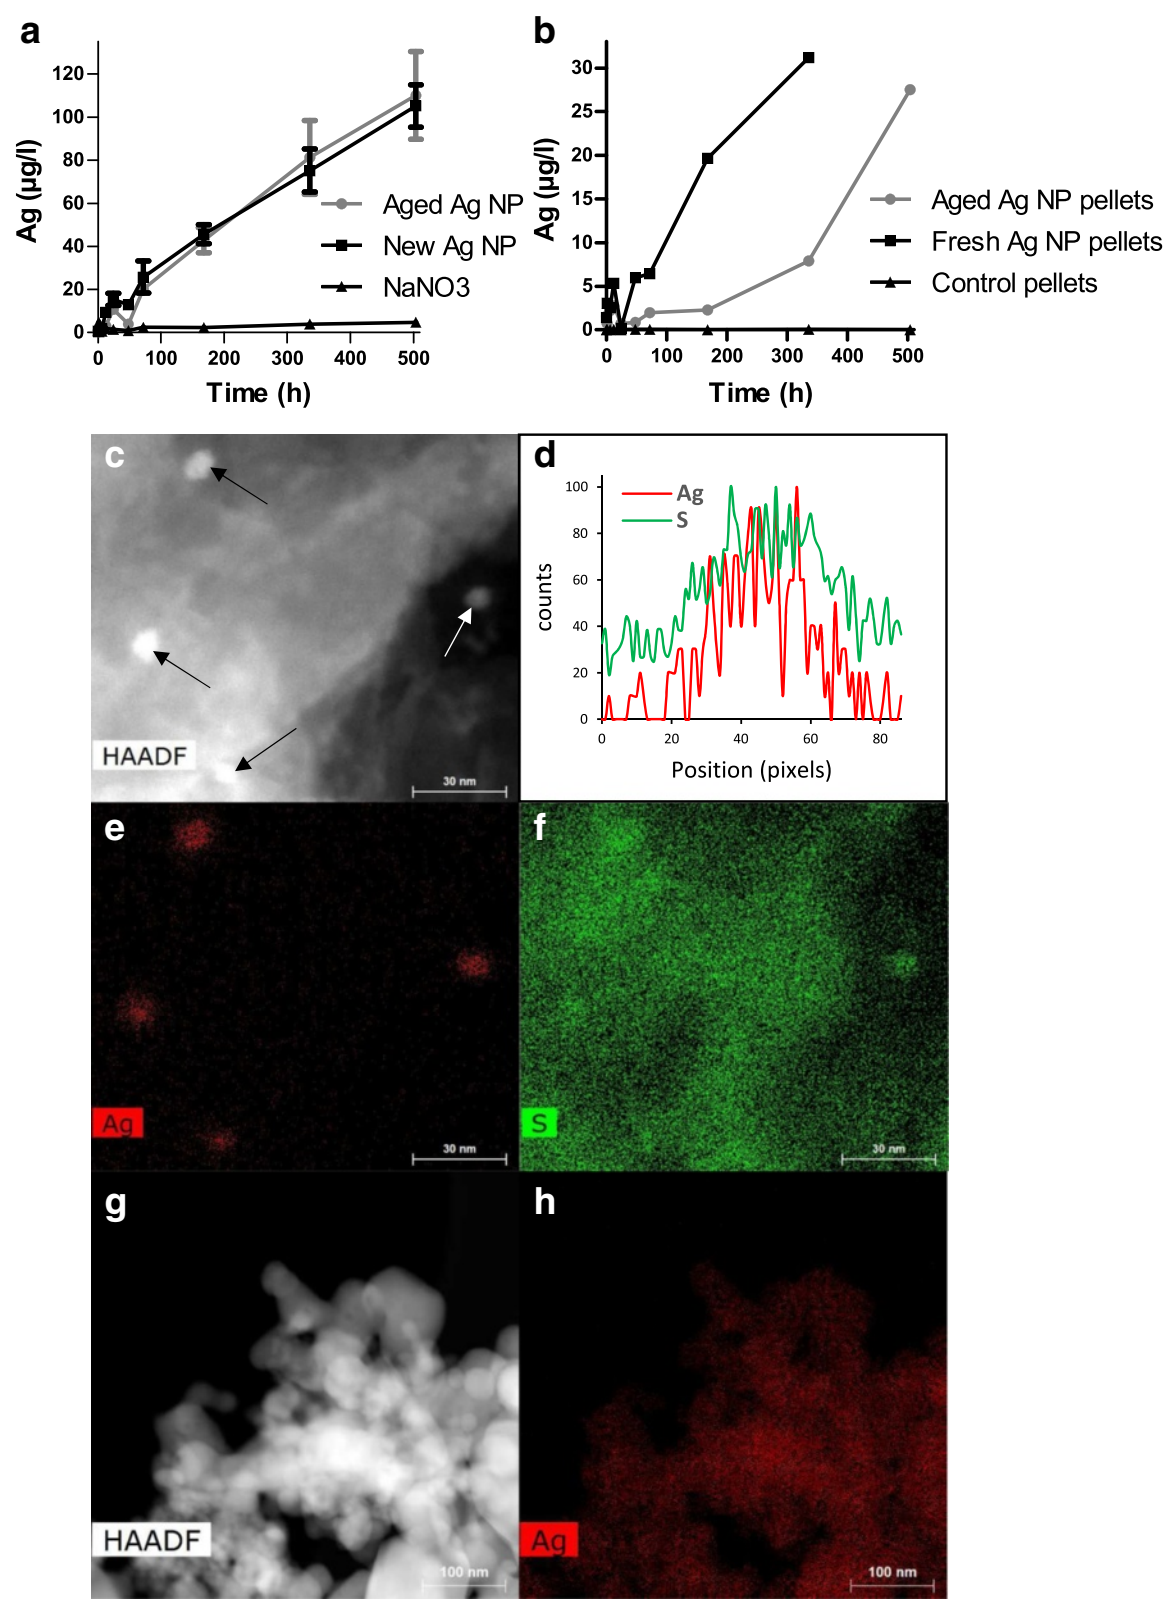 a
Ag (µg/l)
120
100
80
60
40
20
0
0 100 200 300 400 500
Time (h)
Aged Ag NP
New Ag NP
NaNO3
b
Ag (µg/l)
30
25
20
15
10
5
0
0 100 200 300 400 500
Time (h)
Aged Ag NP pellets
Fresh Ag NP pellets
Control pellets
c
HAADF
30 nm
d
counts
100
80
60
40
20
0
0 20 40 60 80
Position (pixels)
Ag
S
e
Ag
30 nm
f
S
30 nm
g
HAADF
100 nm
h
Ag
100 nm